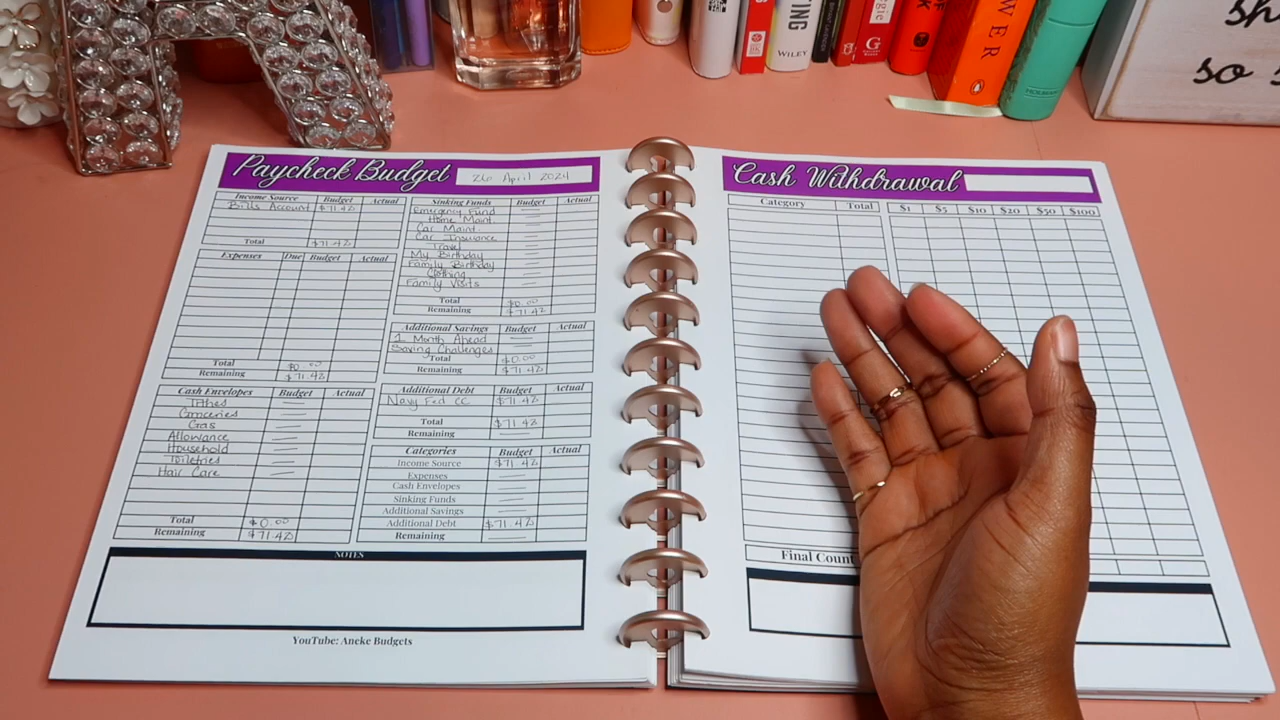 WILEY
G
POWER
sh
so
Paycheck Budget 26 April 2024
Income Source Budget Actual
Bills Account $71.42
Total $71.42
Expenses Due Budget Actual
Total $0.00
Remaining $71.42
Cash Envelopes Budget Actual
Tithes —
Groceries —
Gas —
Allowance —
Household —
Toiletries —
Hair Care —
Total $0.00
Remaining $71.42
Sinking Funds Budget Actual
Emergency Fund —
Home Maint. —
Car Maint. —
Car Insurance —
Travel —
My Birthday —
Family Birthday —
Clothing —
Family Visits —
Total $0.00
Remaining $71.42
Additional Savings Budget Actual
1 Month Ahead —
Saving Challenges —
Total $0.00
Remaining $71.42
Additional Debt Budget Actual
Navy Fed CC $71.42
Total $71.42
Remaining —
Categories Budget Actual
Income Source $71.42
Expenses —
Cash Envelopes —
Sinking Funds —
Additional Savings —
Additional Debt $71.42
Remaining —
NOTES
YouTube: Aneke Budgets
Cash Withdrawal
Category Total $1 $5 $10 $20 $50 $100
Final Count